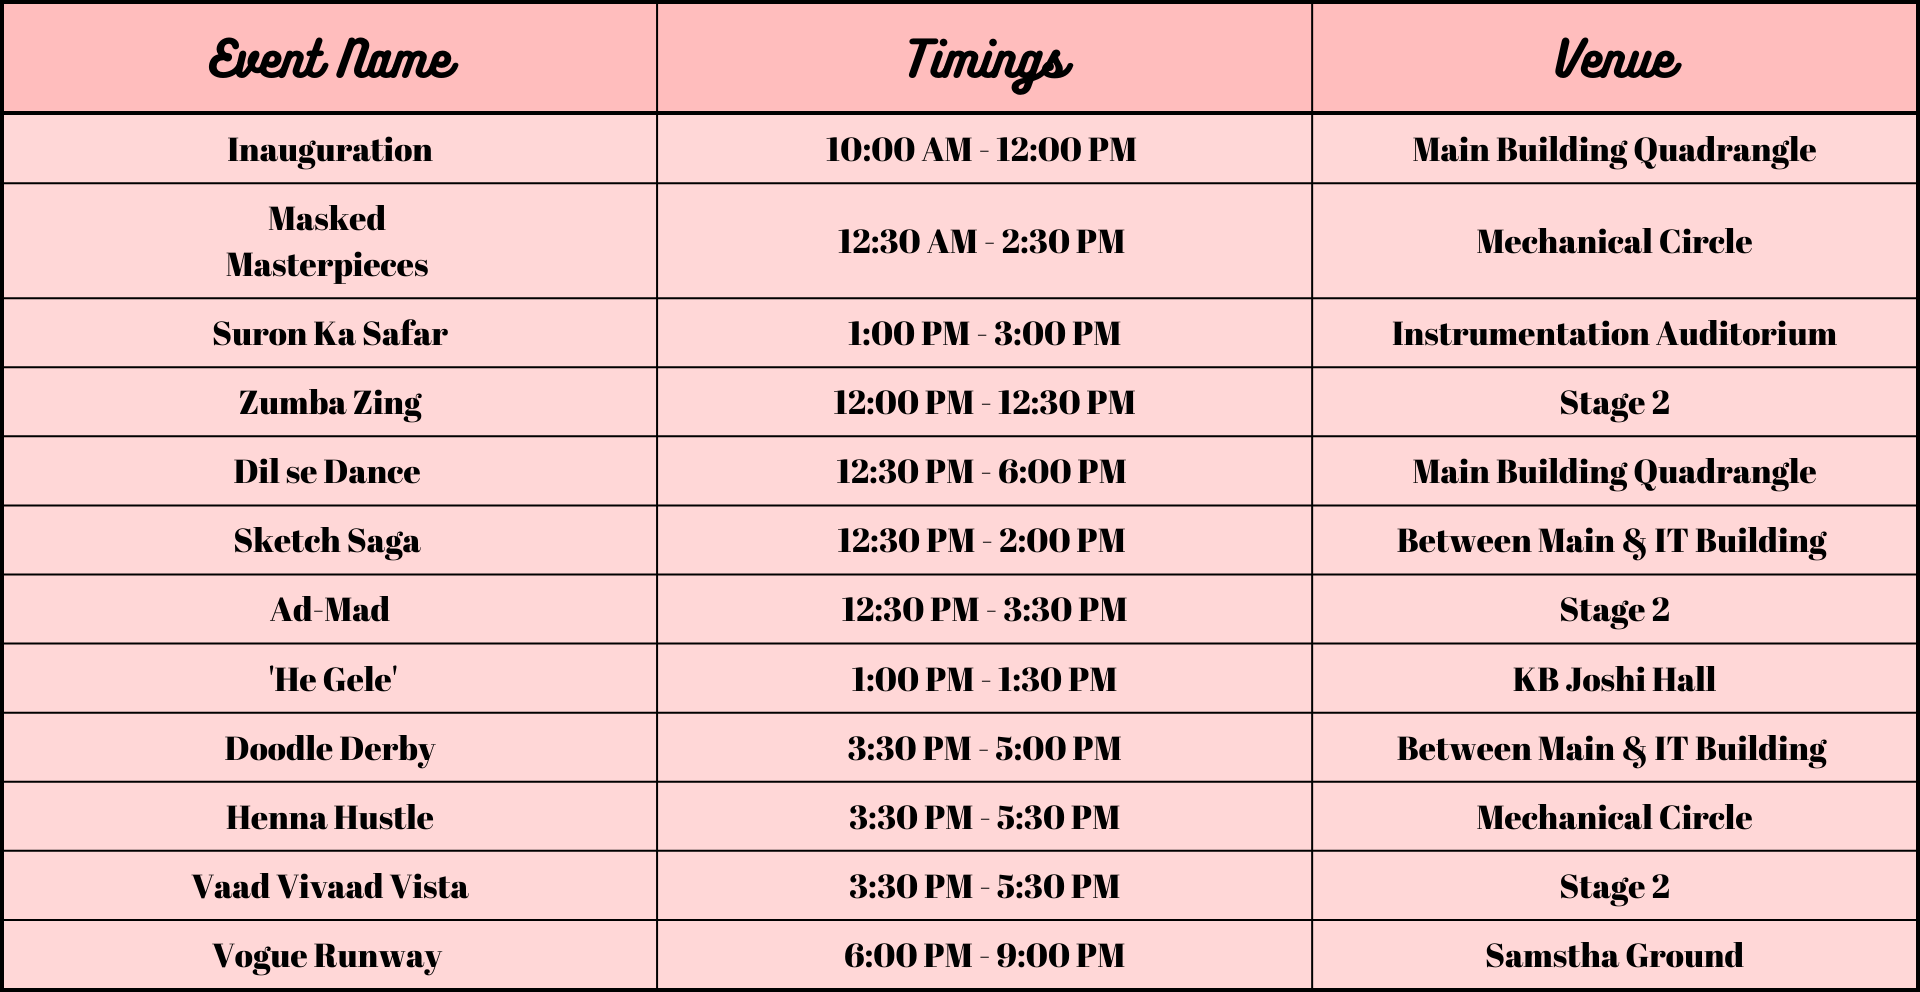 Event Name Timings Venue
Inauguration 10:00 AM - 12:00 PM Main Building Quadrangle
Masked
Masterpieces 12:30 AM - 2:30 PM Mechanical Circle
Suron Ka Safar 1:00 PM - 3:00 PM Instrumentation Auditorium
Zumba Zing 12:00 PM - 12:30 PM Stage 2
Dil se Dance 12:30 PM - 6:00 PM Main Building Quadrangle
Sketch Saga 12:30 PM - 2:00 PM Between Main & IT Building
Ad-Mad 12:30 PM - 3:30 PM Stage 2
'He Gele' 1:00 PM - 1:30 PM KB Joshi Hall
Doodle Derby 3:30 PM - 5:00 PM Between Main & IT Building
Henna Hustle 3:30 PM - 5:30 PM Mechanical Circle
Vaad Vivaad Vista 3:30 PM - 5:30 PM Stage 2
Vogue Runway 6:00 PM - 9:00 PM Samstha Ground